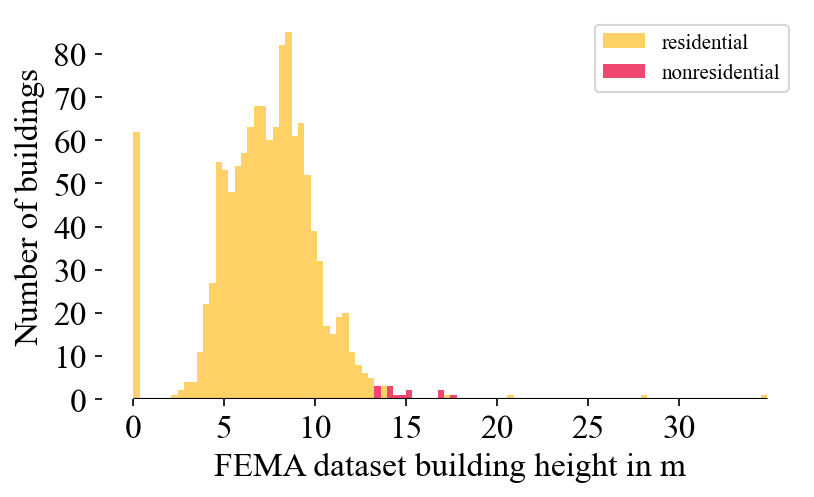 residential
nonresidential
Number of buildings
80
70
60
50
40
30
20
10
0
0 5 10 15 20 25 30
FEMA dataset building height in m